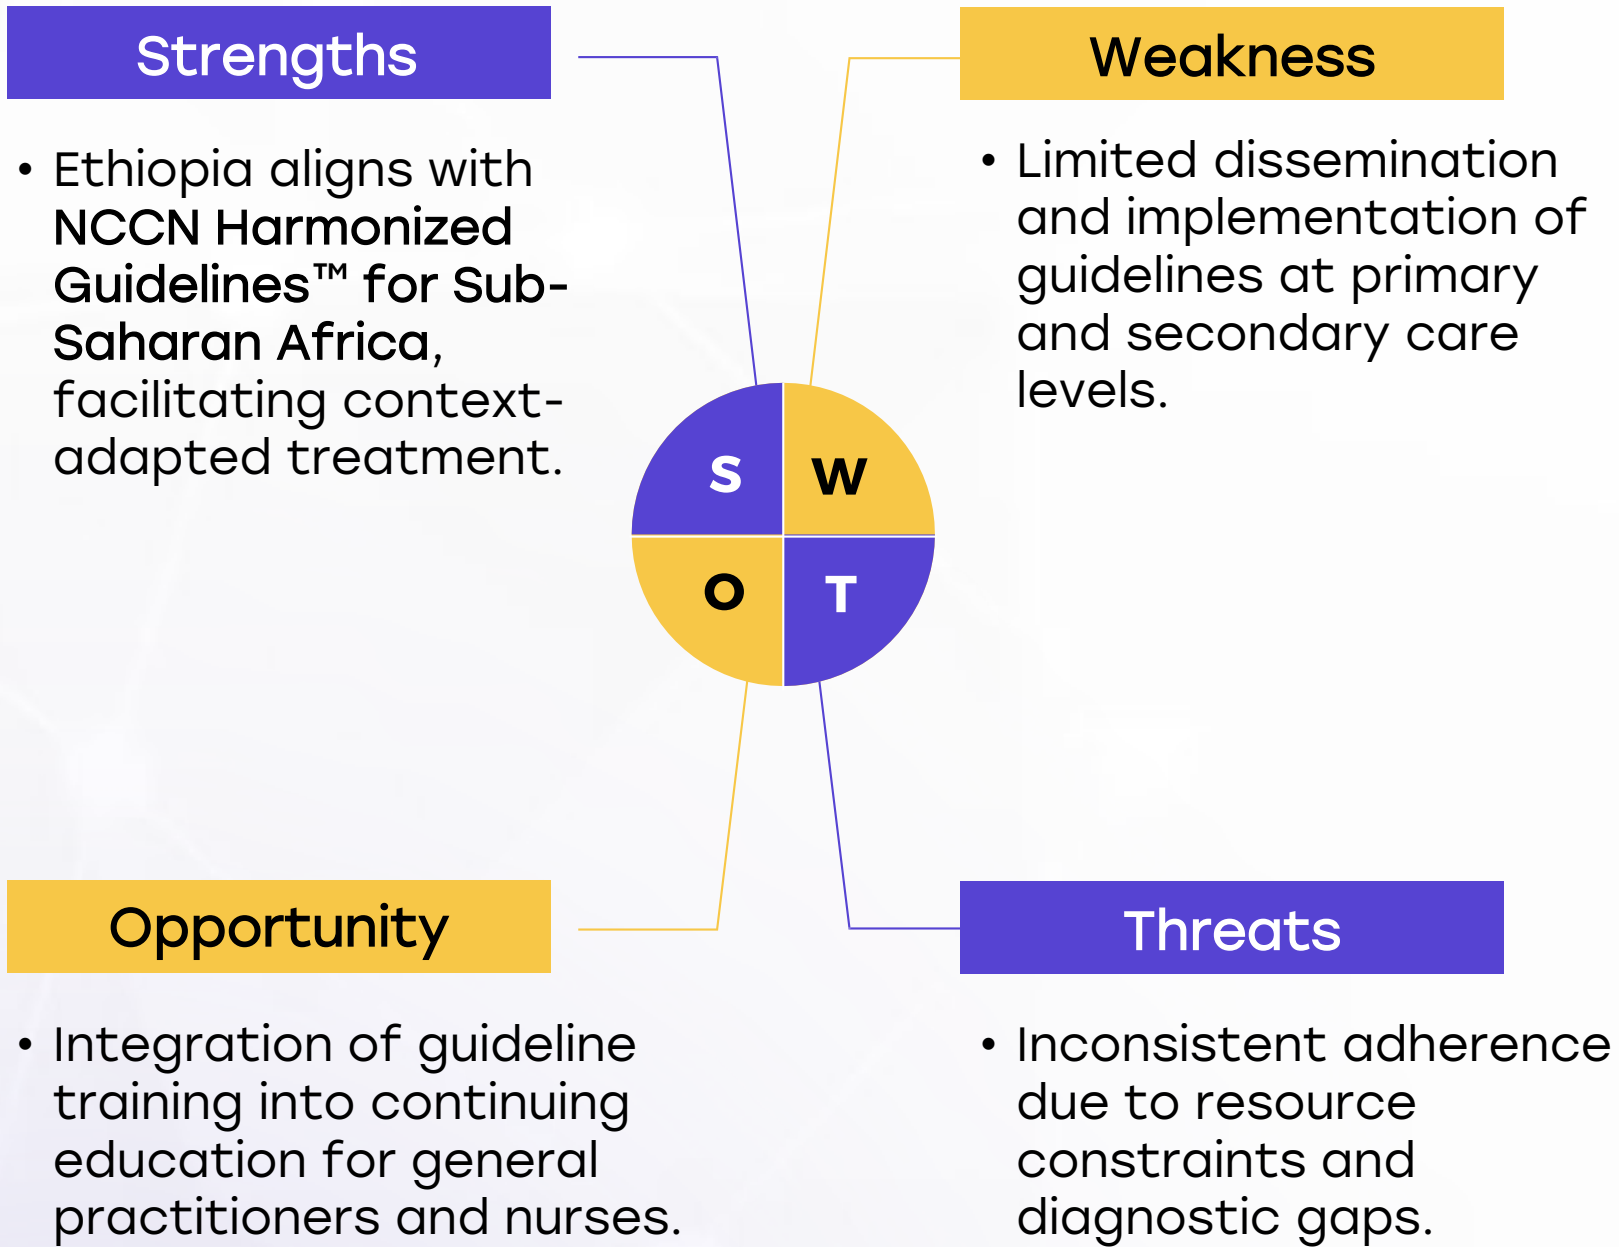 Strengths
• Ethiopia aligns with
NCCN Harmonized
Guidelines™ for Sub-
Saharan Africa,
facilitating context-
adapted treatment.
Weakness
• Limited dissemination
and implementation of
guidelines at primary
and secondary care
levels.
S
W
O
T
Opportunity
• Integration of guideline
training into continuing
education for general
practitioners and nurses.
Threats
• Inconsistent adherence
due to resource
constraints and
diagnostic gaps.